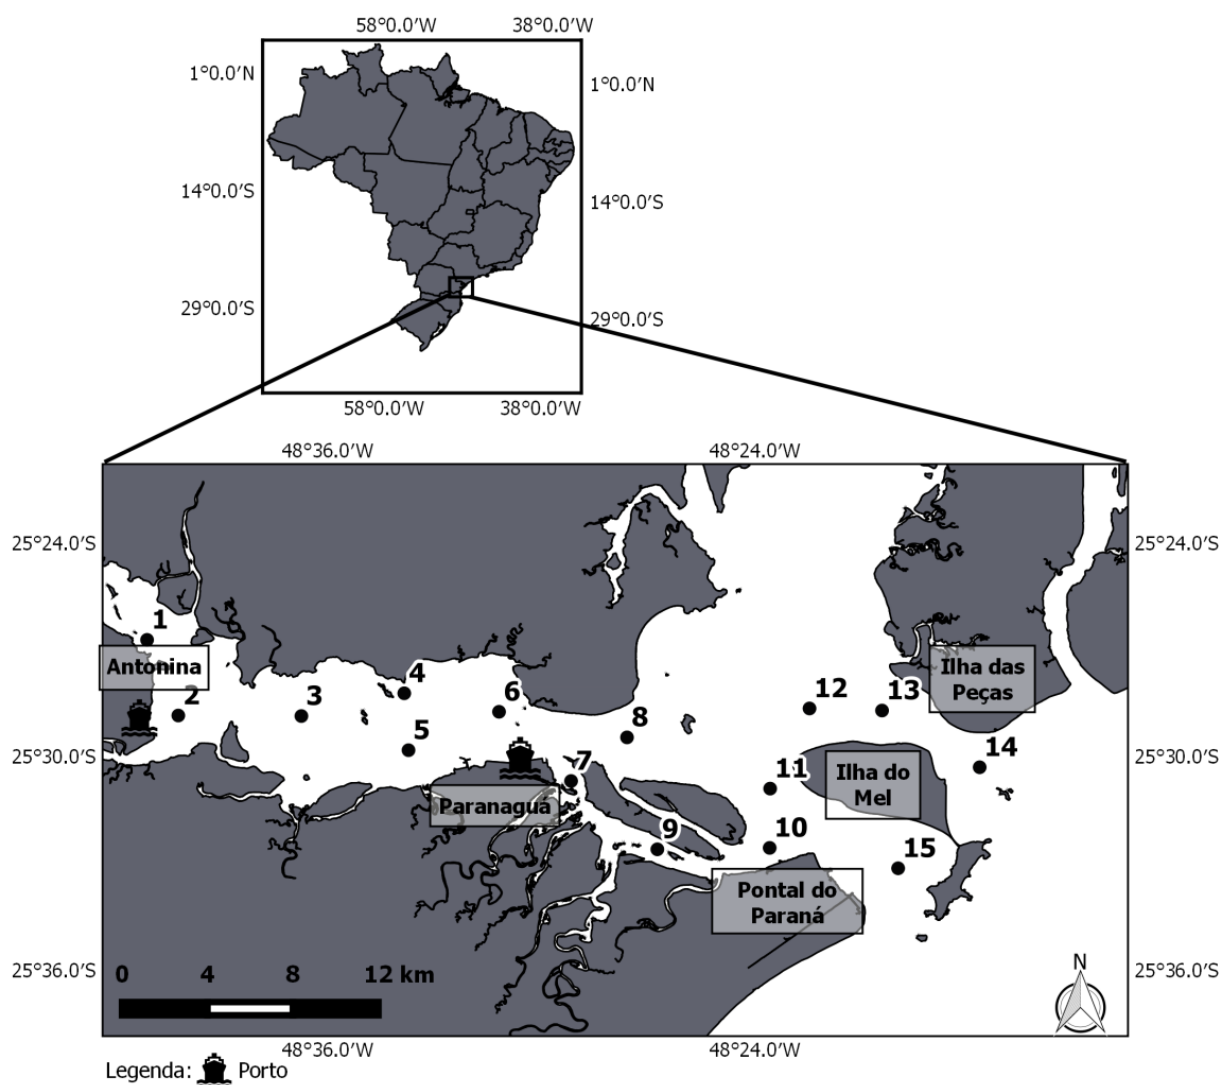 58°0.0'W 38°0.0'W
1°0.0'N 1°0.0'N
14°0.0'S 14°0.0'S
29°0.0'S 29°0.0'S
58°0.0'W 38°0.0'W
48°36.0'W 48°24.0'W
25°24.0'S 25°24.0'S
1
Antonina
2
3
4
5
6
7
8
9
10
11
12
13
14
15
Ilha das
Peças
25°30.0'S 25°30.0'S
Ilha do
Mel
Paranaguá
Pontal do
Paraná
25°36.0'S 25°36.0'S
0 4 8 12 km
N
48°36.0'W 48°24.0'W
Legenda: Porto